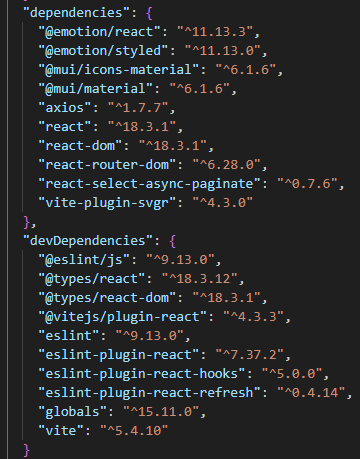 "dependencies": {
"@emotion/react": "^11.13.3",
"@emotion/styled": "^11.13.0",
"@mui/icons-material": "^6.1.6",
"@mui/material": "^6.1.6",
"axios": "^1.7.7",
"react": "^18.3.1",
"react-dom": "^18.3.1",
"react-router-dom": "^6.28.0",
"react-select-async-paginate": "^0.7.6",
"vite-plugin-svgr": "^4.3.0"
},
"devDependencies": {
"@eslint/js": "^9.13.0",
"@types/react": "^18.3.12",
"@types/react-dom": "^18.3.1",
"@vitejs/plugin-react": "^4.3.3",
"eslint": "^9.13.0",
"eslint-plugin-react": "^7.37.2",
"eslint-plugin-react-hooks": "^5.0.0",
"eslint-plugin-react-refresh": "^0.4.14",
"globals": "^15.11.0",
"vite": "^5.4.10"
}